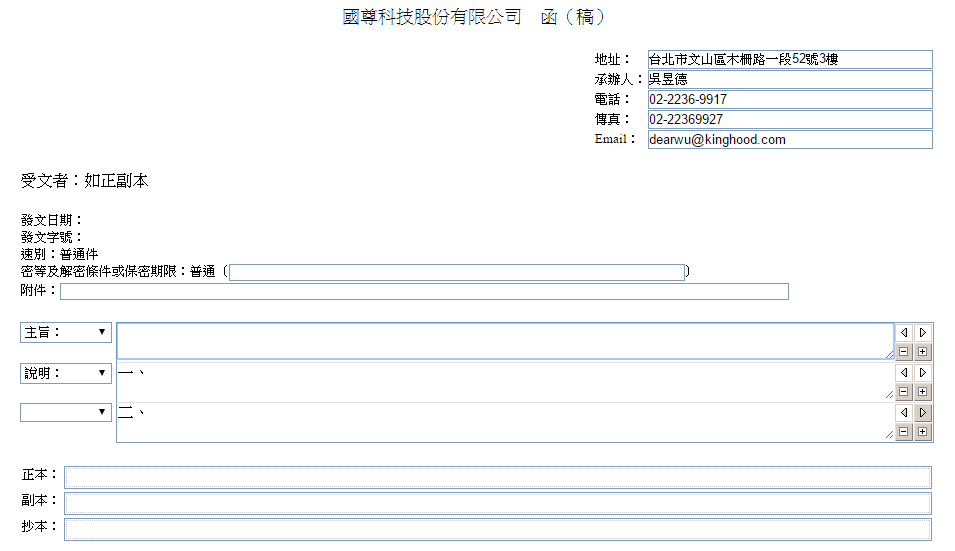 國尊科技股份有限公司　函（稿）
地址： 台北市文山區木柵路一段52號3樓
承辦人： 吳昱德
電話： 02-2236-9917
傳真： 02-22369927
Email： dearwu@kinghood.com
受文者：如正副本
發文日期：
發文字號：
速別：普通件
密等及解密條件或保密期限：普通（ ）
附件：
主旨：
說明： 一、
二、
正本：
副本：
抄本：